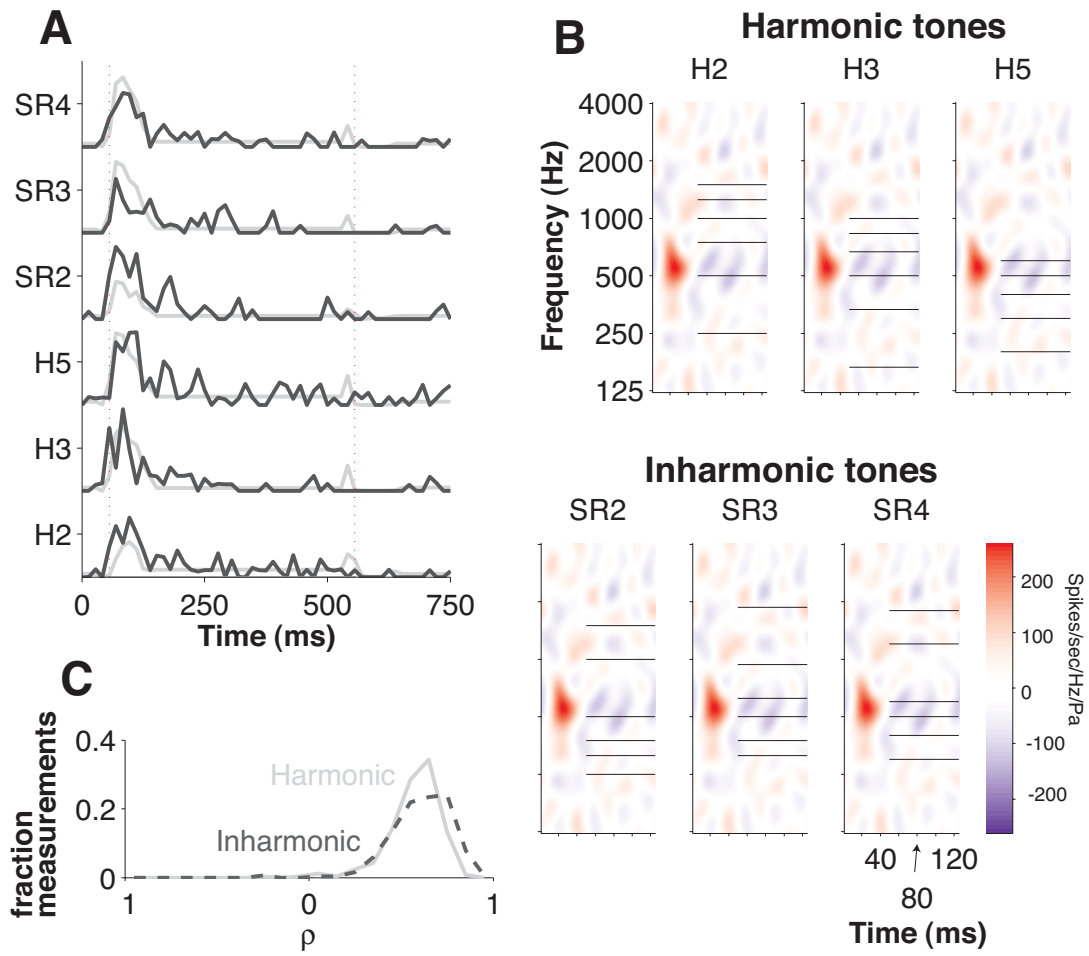 A
SR4
SR3
SR2
H5
H3
H2
0
250
500
750
Time (ms)
B
Harmonic tones
H2
H3
H5
4000
2000
1000
500
250
125
Frequency (Hz)
Inharmonic tones
SR2
SR3
SR4
200
100
0
-100
-200
Spikes/sec/Hz/Pa
40
120
80
Time (ms)
C
fraction
measurements
0.4
0.2
0
Harmonic
Inharmonic
1
0
1
ρ